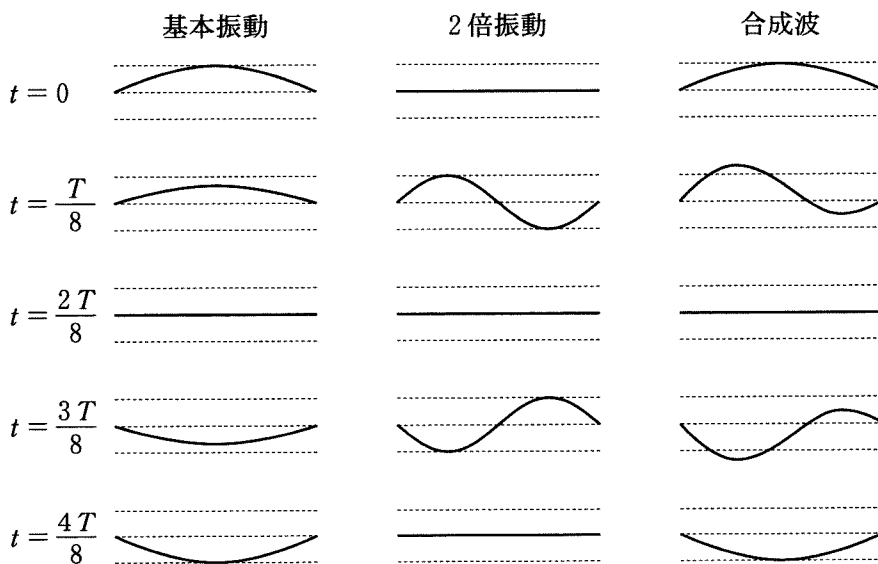 基本振動 2倍振動 合成波
t = 0
t = T/8
t = 2T/8
t = 3T/8
t = 4T/8